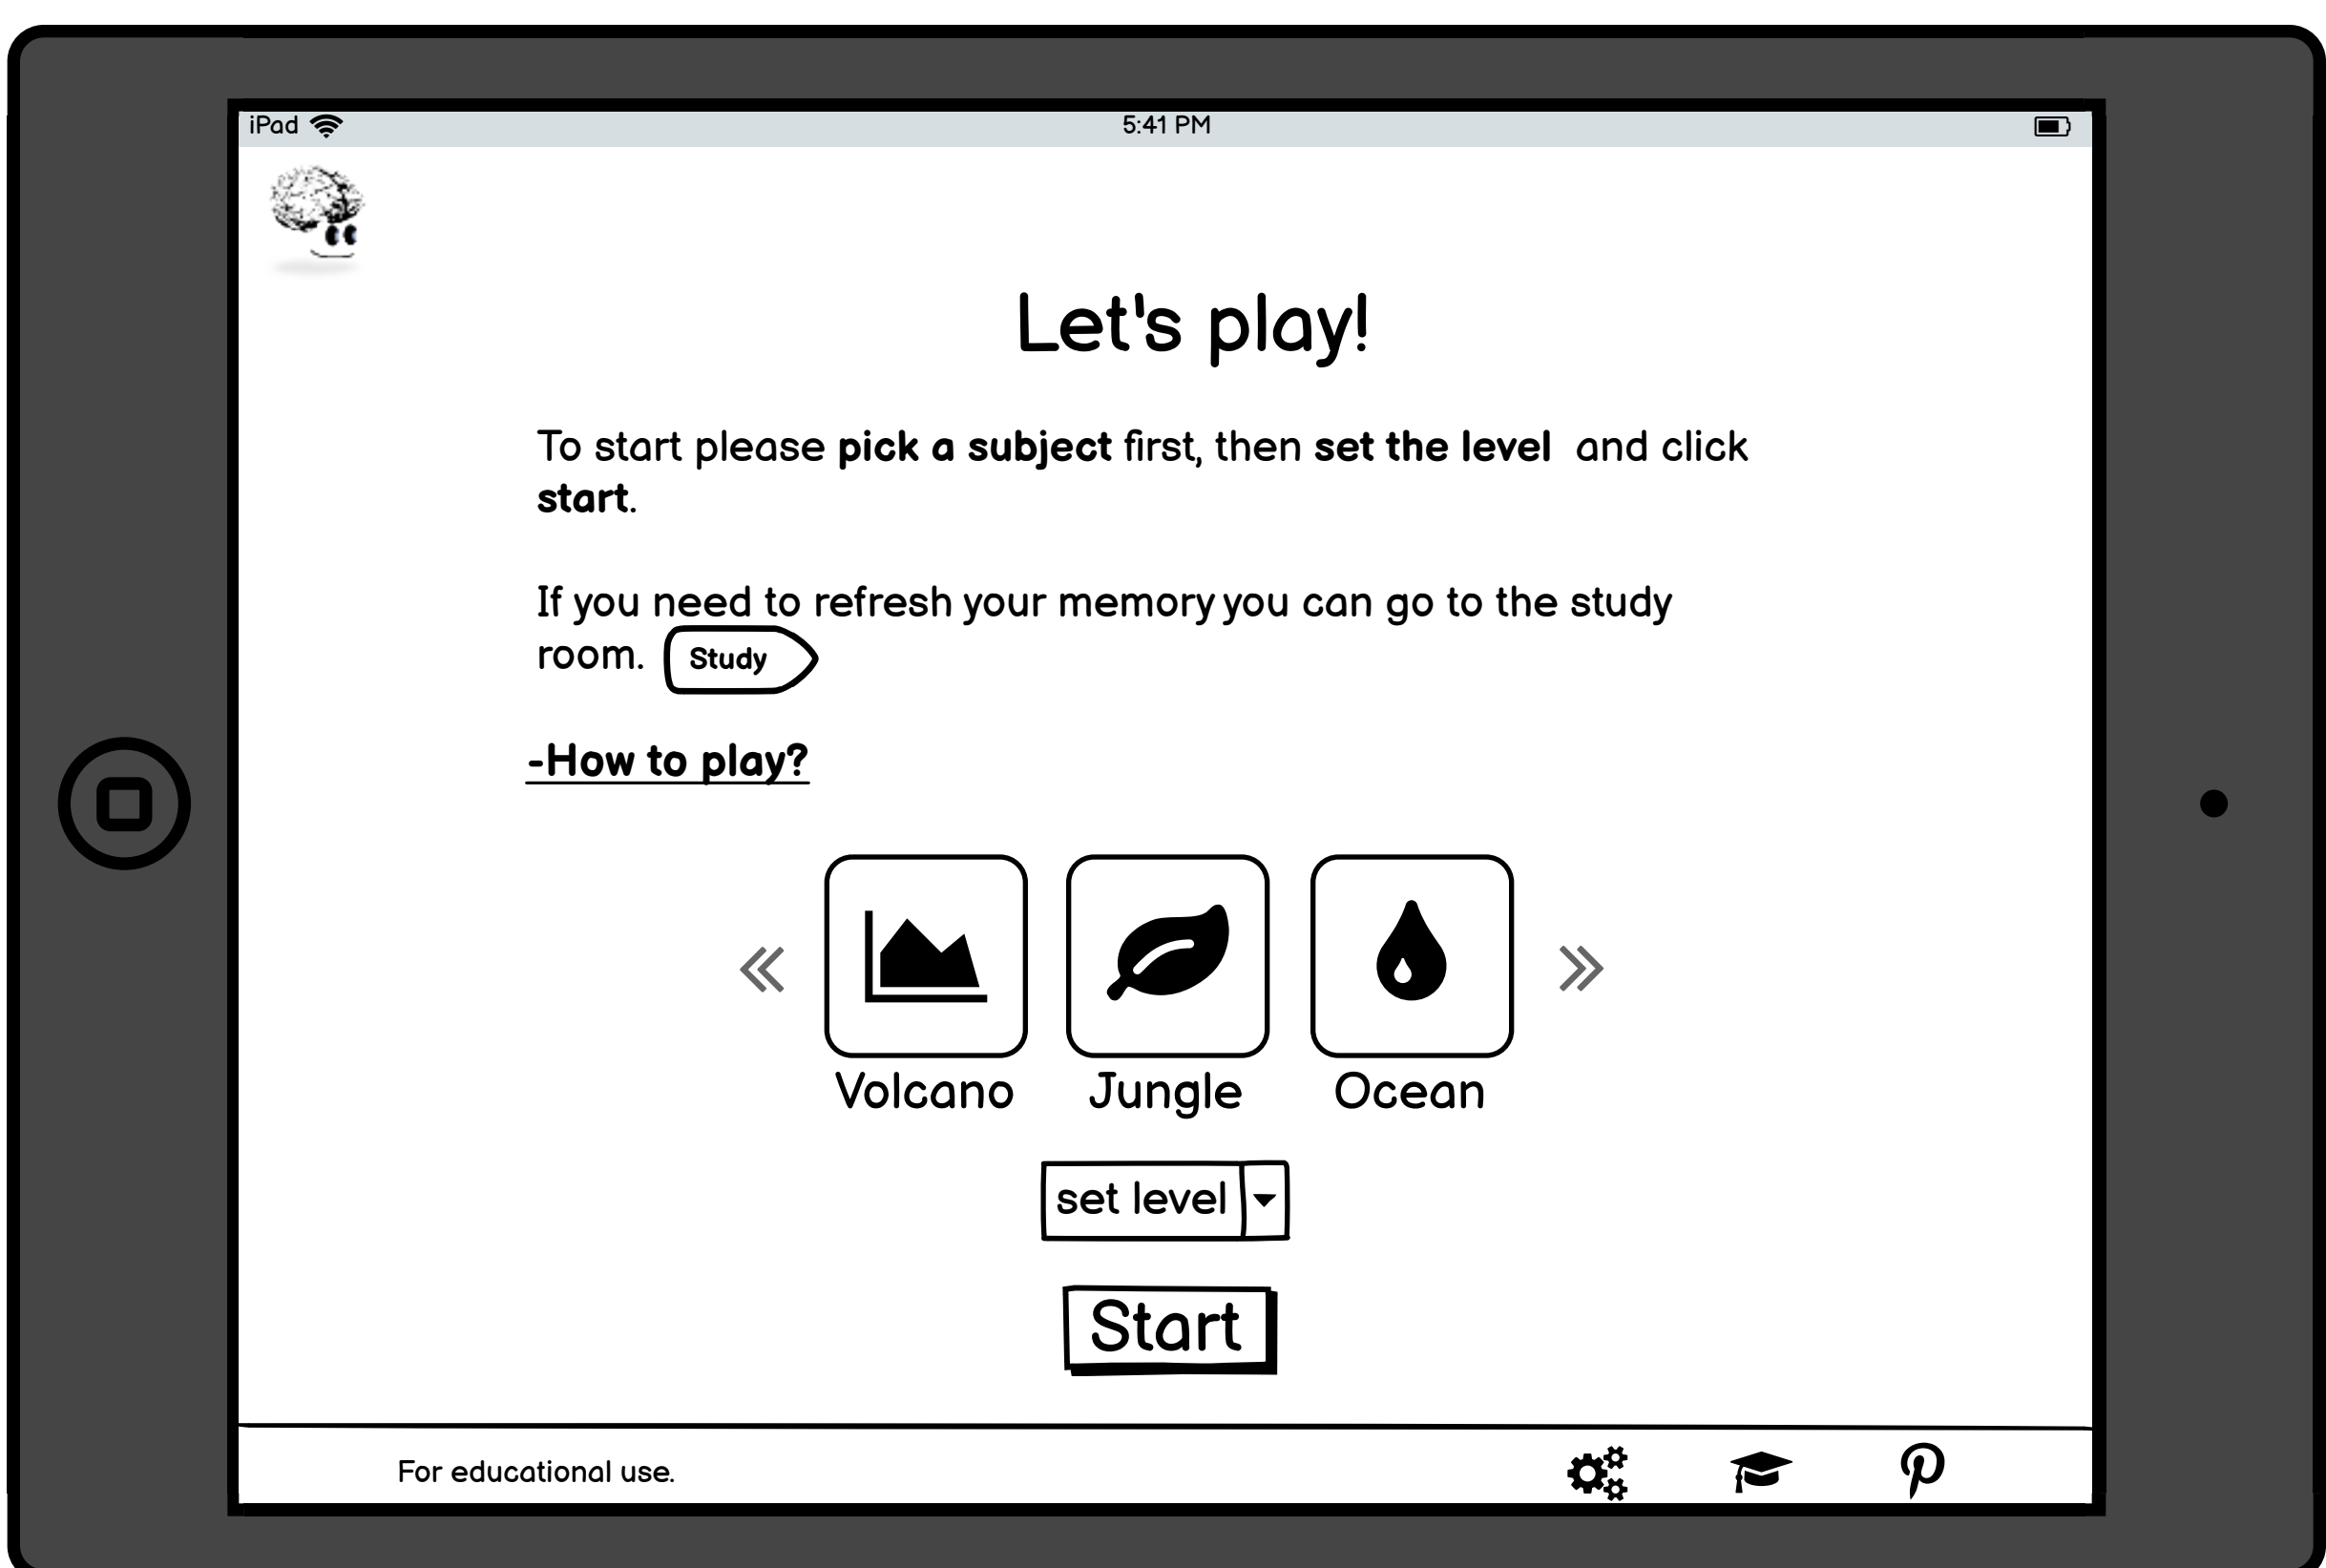 iPad 5:41 PM
Let's play!
To start please pick a subject first, then set the level and click
start.
If you need to refresh your memory you can go to the study
room. Study
-How to play?
Volcano Jungle Ocean
set level
Start
For educational use.